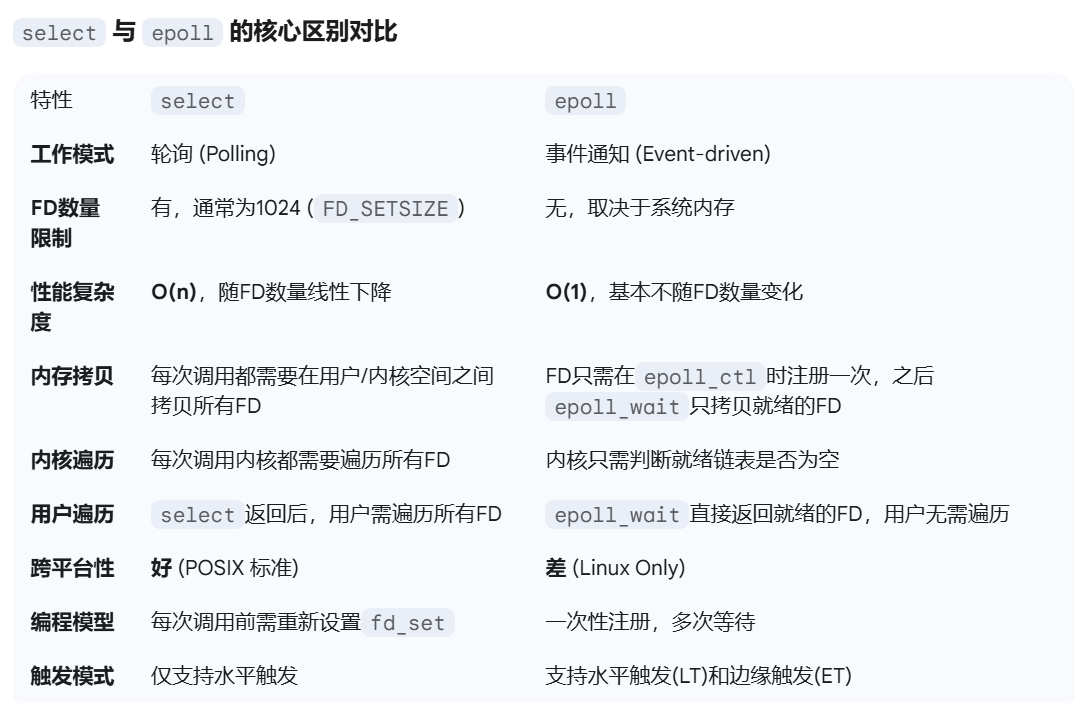 select 与 epoll 的核心区别对比
特性 select epoll
工作模式 轮询 (Polling) 事件通知 (Event-driven)
FD数量 有，通常为1024 ( FD_SETSIZE ) 无，取决于系统内存
限制
性能复杂 O(n)，随FD数量线性下降 O(1)，基本不随FD数量变化
度
内存拷贝 每次调用都需要在用户/内核空间之间 FD只需在 epoll_ctl 时注册一次，之后
拷贝所有FD epoll_wait 只拷贝就绪的FD
内核遍历 每次调用内核都需要遍历所有FD 内核只需判断就绪链表是否为空
用户遍历 select 返回后，用户需遍历所有FD epoll_wait 直接返回就绪的FD，用户无需遍历
跨平台性 好 (POSIX 标准) 差 (Linux Only)
编程模型 每次调用前需重新设置 fd_set 一次性注册，多次等待
触发模式 仅支持水平触发 支持水平触发(LT)和边缘触发(ET)